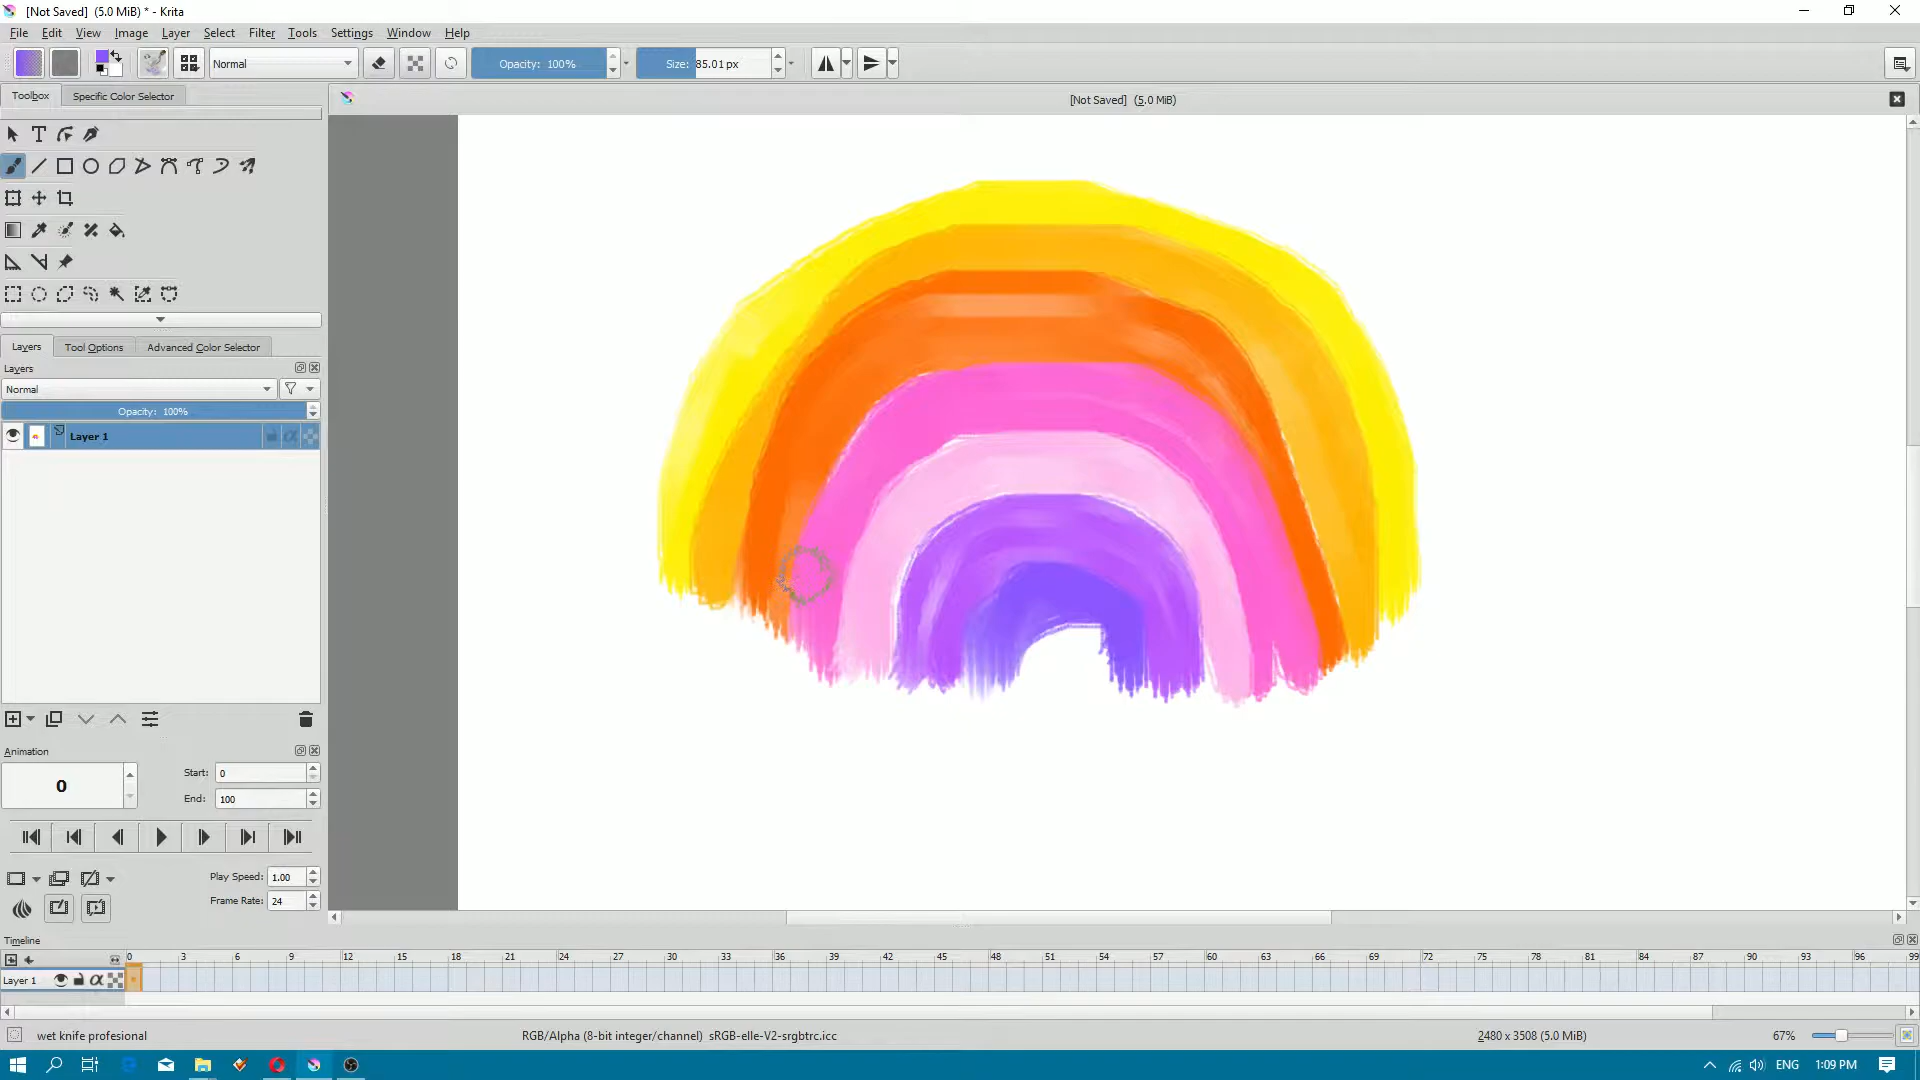 [Not Saved] (5.0 MiB) * - Krita
File Edit View Image Layer Select Filter Tools Settings Window Help
Normal Opacity: 100% Size: 85.01 px
Toolbox Specific Color Selector
[Not Saved] (5.0 MiB)
Layers Tool Options Advanced Color Selector
Layers
Normal
Opacity: 100%
Layer 1
Animation
0
Start: 0
End: 100
Play Speed: 1.00
Frame Rate: 24
Timeline
0 3 6 9 12 15 18 21 24 27 30 33 36 39 42 45 48 51 54 57 60 63 66 69 72 75 78 81 84 87 90 93 96 99
Layer 1
wet knife profesional RGB/Alpha (8-bit integer/channel) sRGB-elle-V2-srgbtrc.icc 2480 x 3508 (5.0 MiB) 67%
ENG 1:09 PM